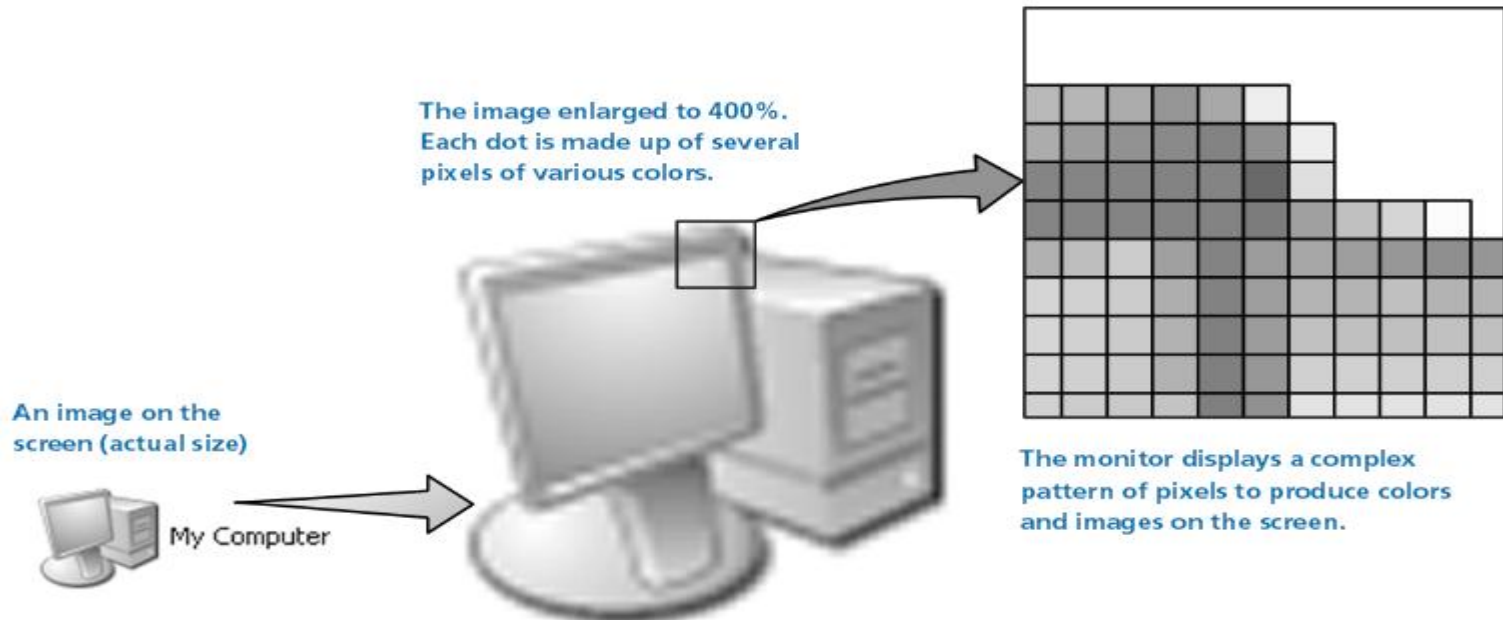 The image enlarged to 400%.
Each dot is made up of several
pixels of various colors.
An image on the
screen (actual size)
My Computer
The monitor displays a complex
pattern of pixels to produce colors
and images on the screen.